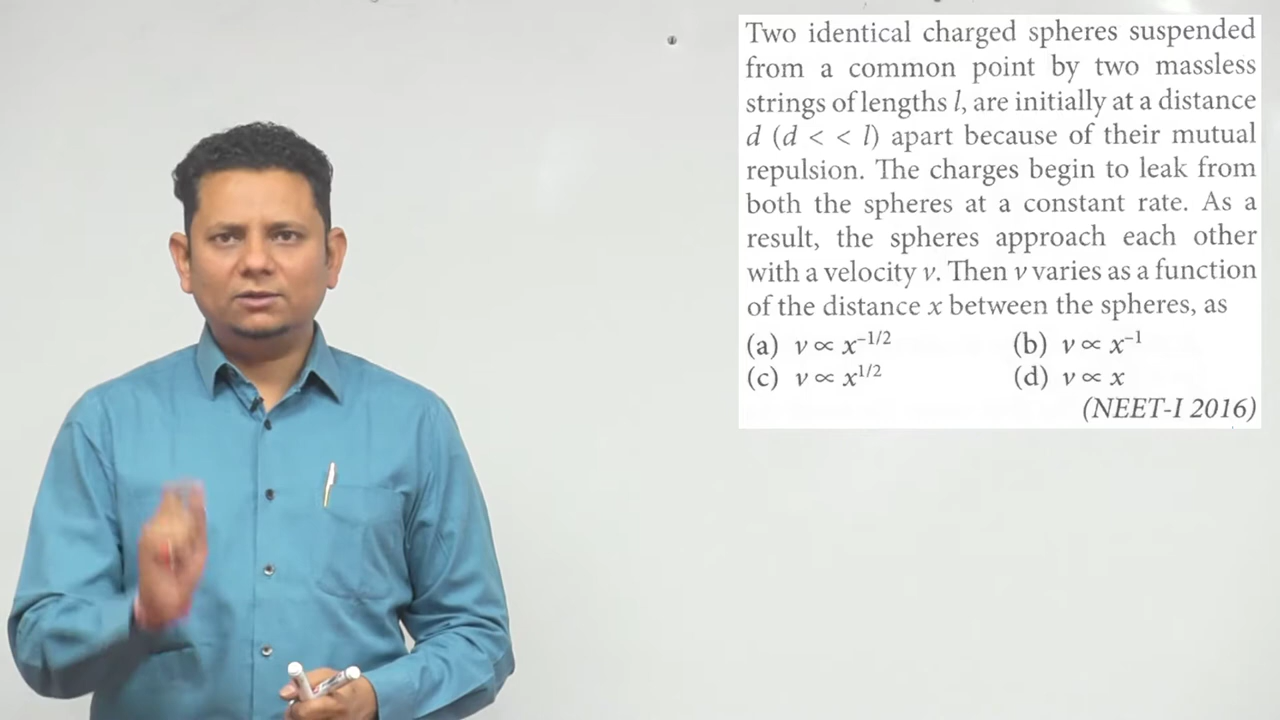 Two identical charged spheres suspended
from a common point by two massless
strings of lengths l, are initially at a distance
d (d < < l) apart because of their mutual
repulsion. The charges begin to leak from
both the spheres at a constant rate. As a
result, the spheres approach each other
with a velocity v. Then v varies as a function
of the distance x between the spheres, as
(a) v ∝ x⁻¹/² (b) v ∝ x⁻¹
(c) v ∝ x¹/² (d) v ∝ x
(NEET-I 2016)